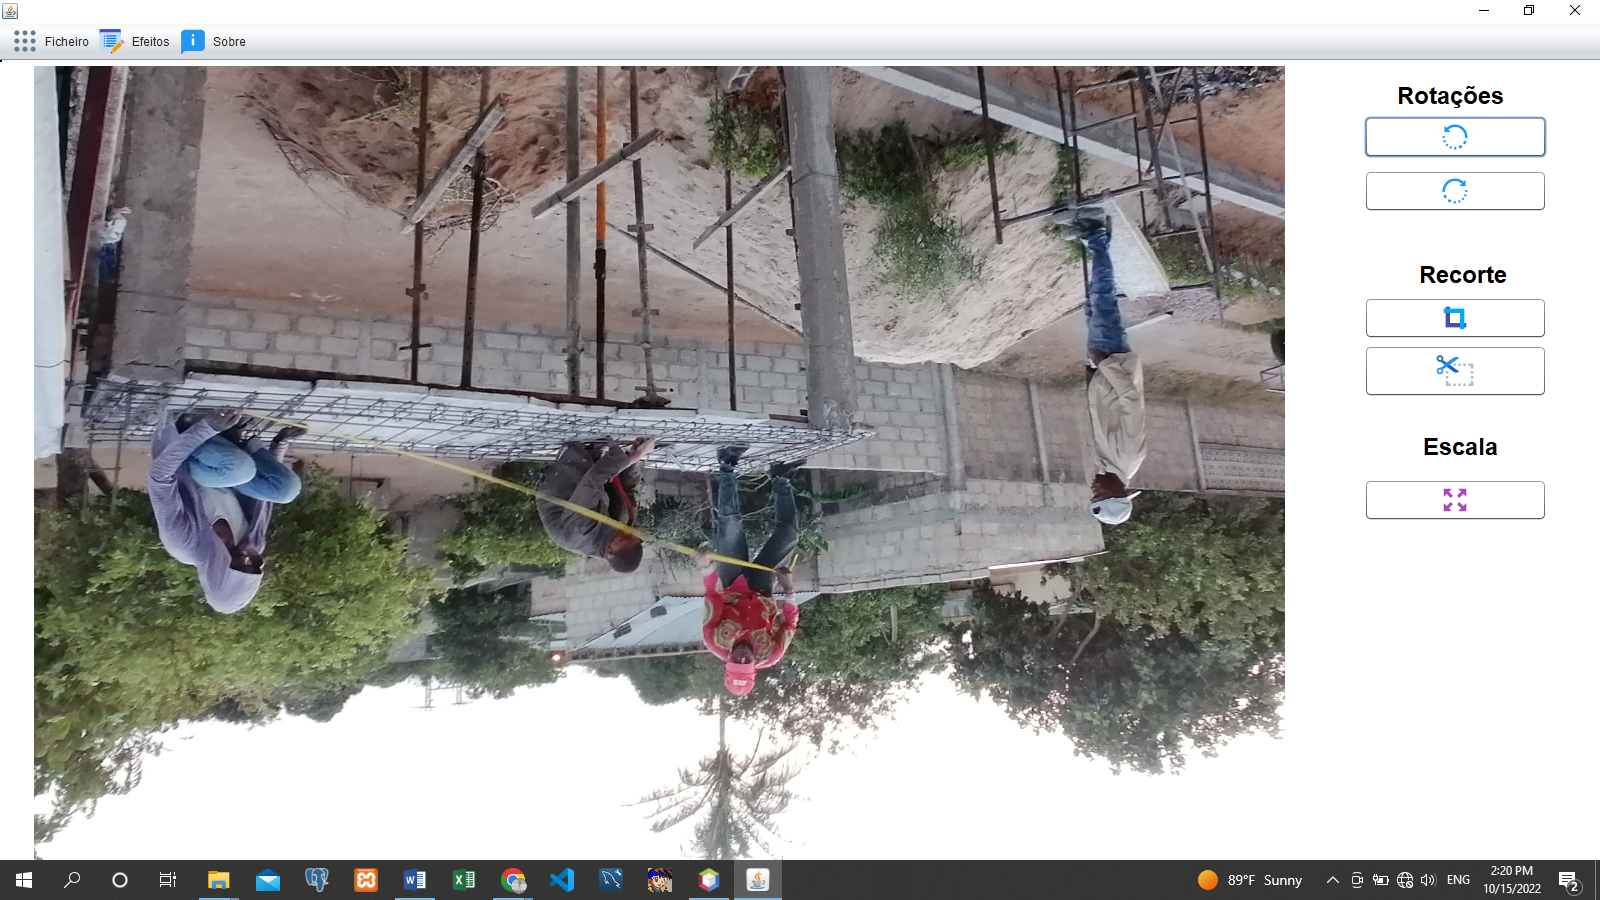 Ficheiro Efeitos Sobre
Rotações
Recorte
Escala
89°F Sunny
ENG
2:20 PM
10/15/2022
2